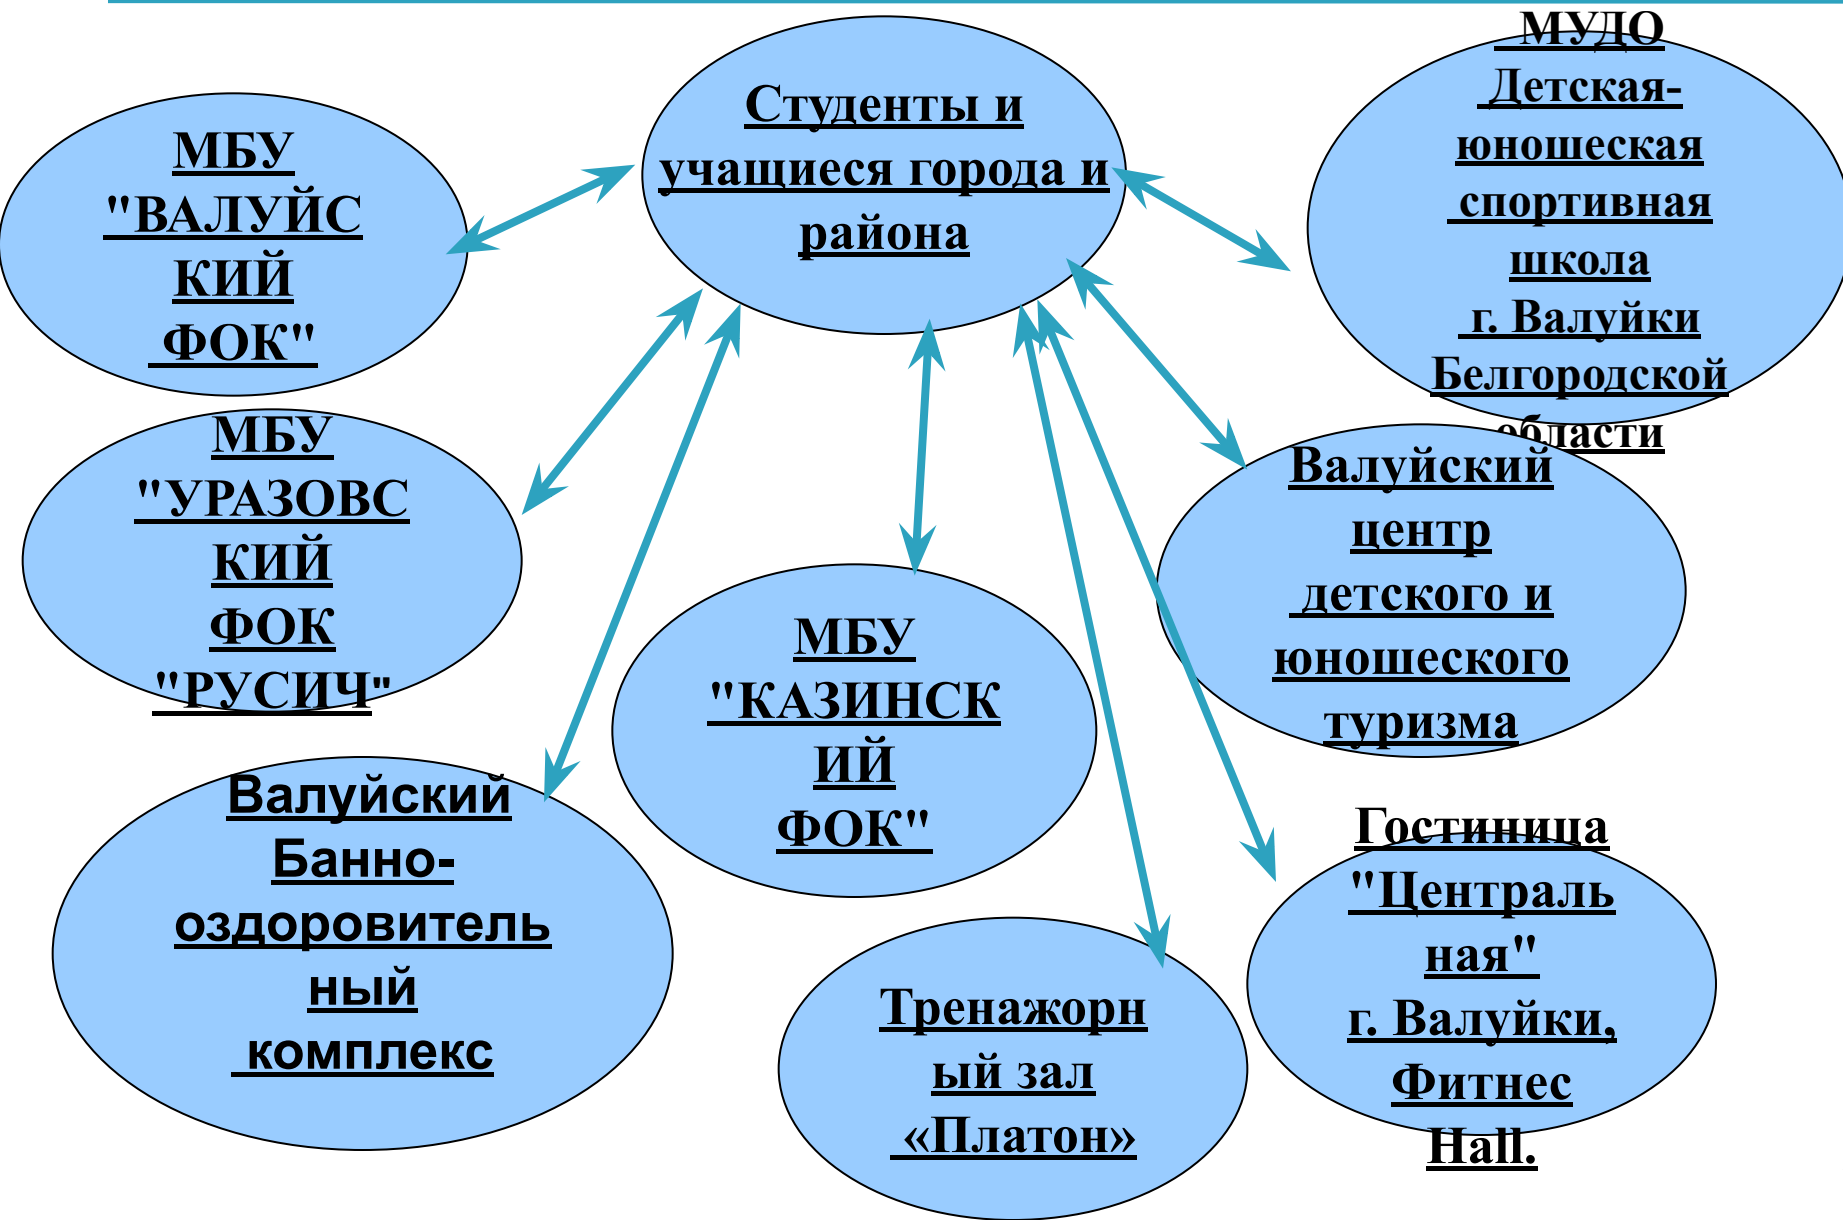 Студенты и
учащиеся города и
района
МБУ
"ВАЛУЙС
КИЙ
ФОК"
МУДО
Детская-
юношеская
спортивная
школа
г. Валуйки
Белгородской
области
МБУ
"УРАЗОВС
КИЙ
ФОК
"РУСИЧ"
Валуйский
центр
детского и
юношеского
туризма
МБУ
"КАЗИНСК
ИЙ
ФОК"
Валуйский
Банно-
оздоровитель
ный
комплекс
Тренажорн
ый зал
«Платон»
Гостиница
"Централь
ная"
г. Валуйки,
Фитнес
Hall.